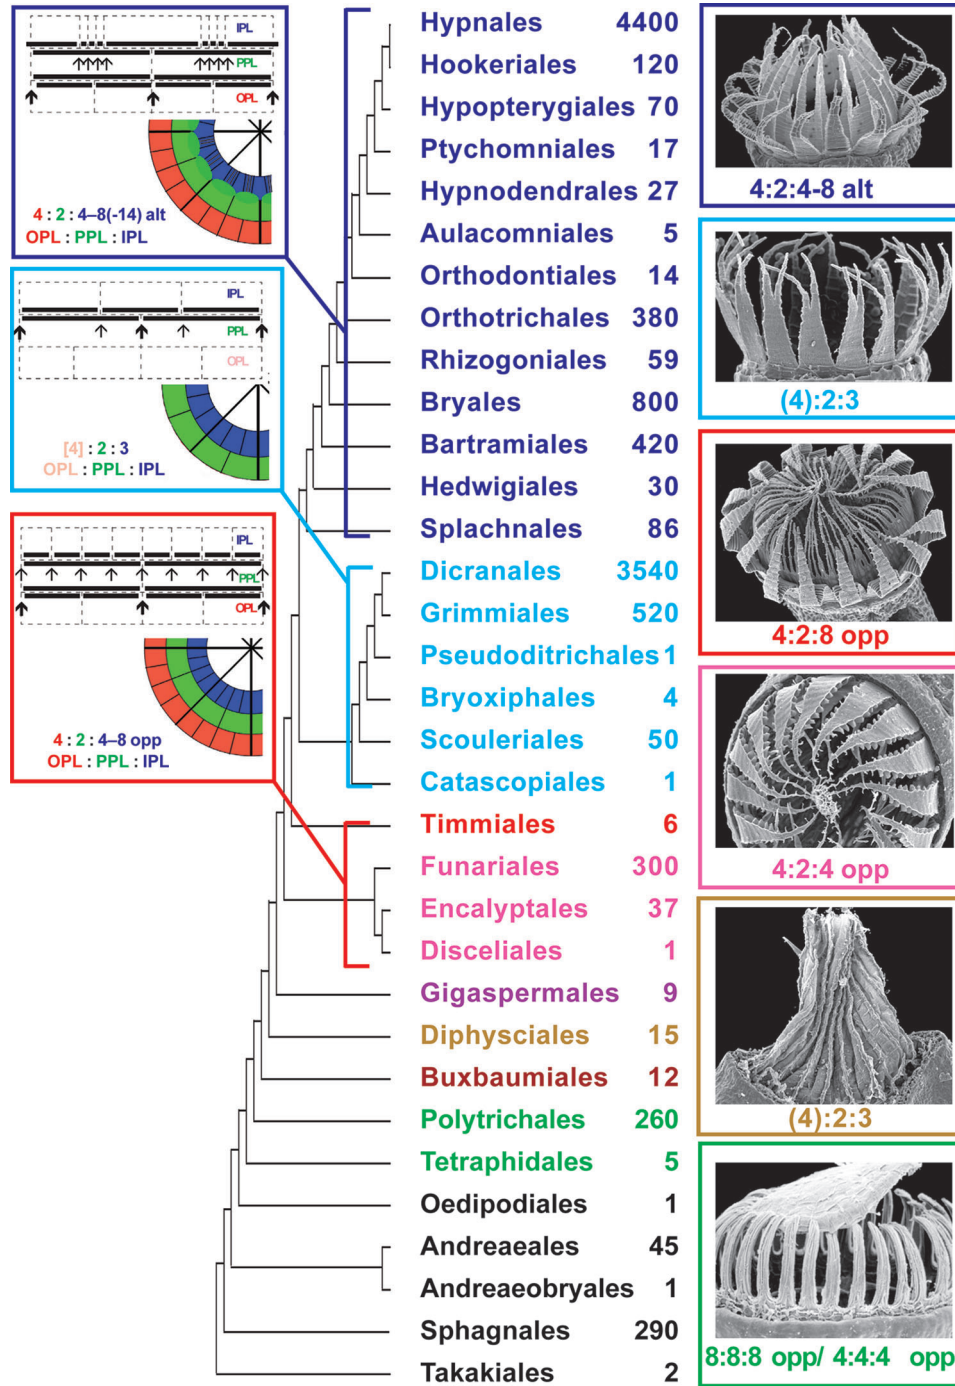 IPL
PPL
OPL
4 : 2 : 4–8(-14) alt
OPL : PPL : IPL
IPL
PPL
OPL
[4] : 2 : 3
OPL : PPL : IPL
IPL
PPL
OPL
4 : 2 : 4–8 opp
OPL : PPL : IPL
Hypnales 4400
Hookeriales 120
Hypopterygiales 70
Ptychomniales 17
Hypnodendrales 27
Aulacomniales 5
Orthodontiales 14
Orthotrichales 380
Rhizogoniales 59
Bryales 800
Bartramiales 420
Hedwigiales 30
Splachnales 86
Dicranales 3540
Grimmiales 520
Pseudoditrichales 1
Bryoxiphales 4
Scouleriales 50
Catascopiales 1
Timmiales 6
Funariales 300
Encalyptales 37
Disceliales 1
Gigaspermales 9
Diphysciales 15
Buxbaumiales 12
Polytrichales 260
Tetraphidales 5
Oedipodiales 1
Andreaeales 45
Andreaeobryales 1
Sphagnales 290
Takakiales 2
4:2:4-8 alt
(4):2:3
4:2:8 opp
4:2:4 opp
(4):2:3
8:8:8 opp/ 4:4:4 opp